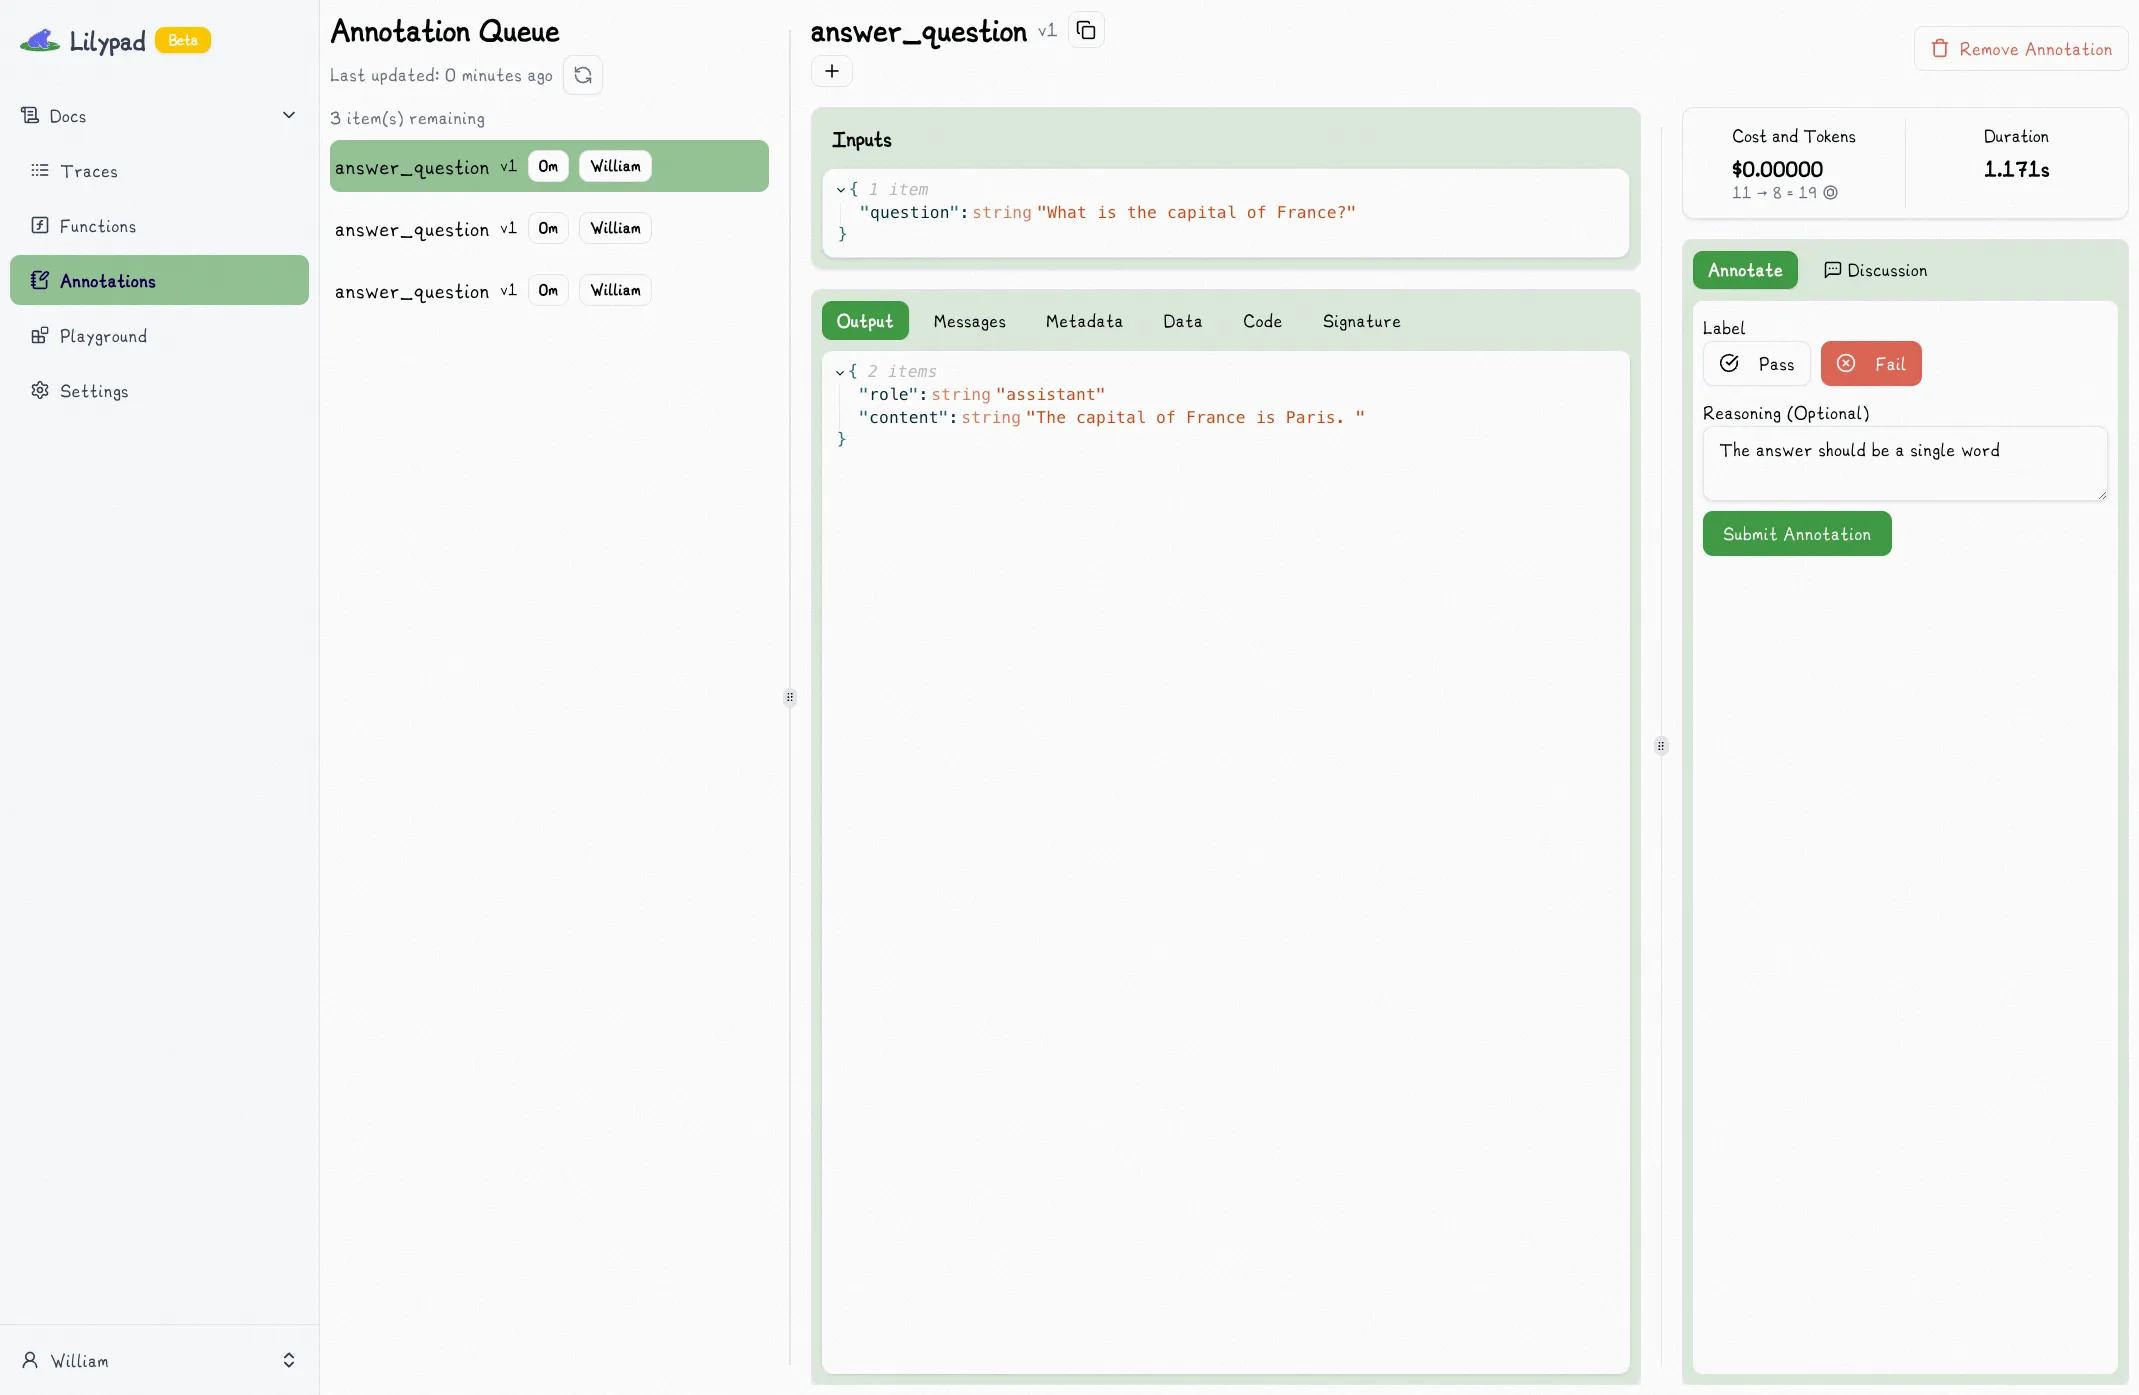 Lilypad Beta
Docs
Traces
Functions
Annotations
Playground
Settings
William
Annotation Queue
Last updated: 0 minutes ago
3 item(s) remaining
answer_question v1 0m William
answer_question v1 0m William
answer_question v1 0m William
answer_question v1
Remove Annotation
Inputs
{ 1 item
"question": string "What is the capital of France?"
}
Output Messages Metadata Data Code Signature
{ 2 items
"role": string "assistant"
"content": string "The capital of France is Paris. "
}
Cost and Tokens
$0.00000
11 → 8 = 19
Duration
1.171s
Annotate Discussion
Label
Pass Fail
Reasoning (Optional)
The answer should be a single word
Submit Annotation